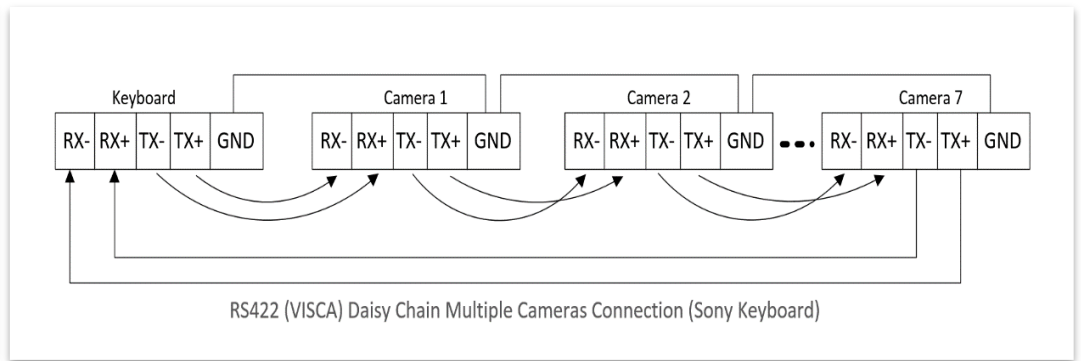 Keyboard Camera 1 Camera 2 Camera 7
RX- RX+ TX- TX+ GND RX- RX+ TX- TX+ GND RX- RX+ TX- TX+ GND RX- RX+ TX- TX+ GND
RS422 (VISCA) Daisy Chain Multiple Cameras Connection (Sony Keyboard)